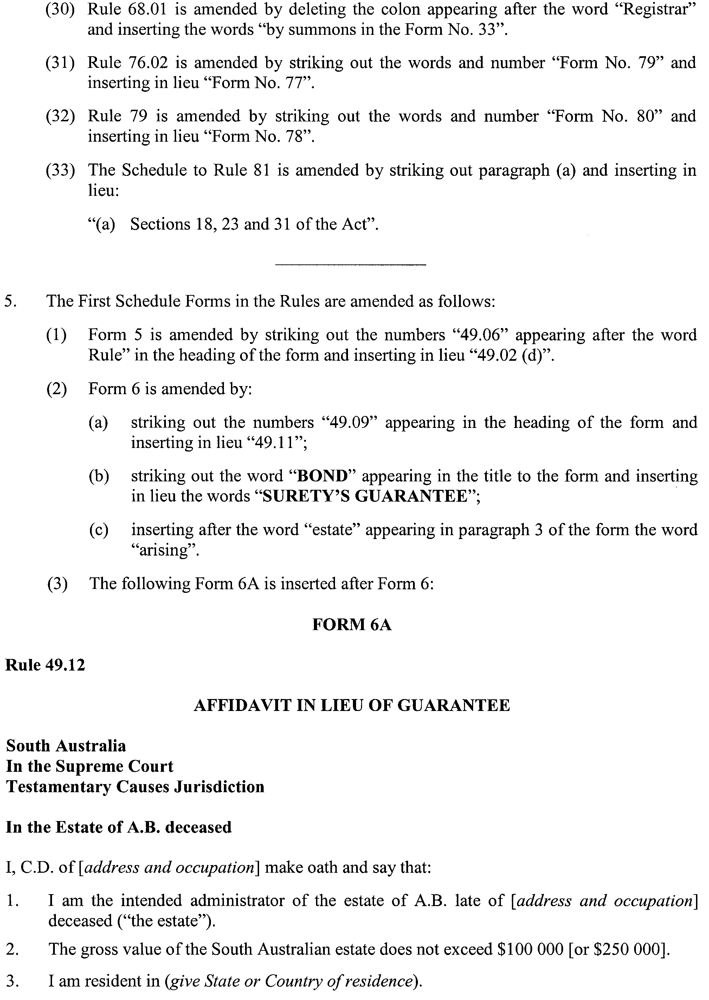 (30) Rule 68.01 is amended by deleting the colon appearing after the word “Registrar”
and inserting the words “by summons in the Form No. 33”.
(31) Rule 76.02 is amended by striking out the words and number “Form No. 79” and
inserting in lieu “Form No. 77”.
(32) Rule 79 is amended by striking out the words and number “Form No. 80” and
inserting in lieu “Form No. 78”.
(33) The Schedule to Rule 81 is amended by striking out paragraph (a) and inserting in
lieu:
“(a) Sections 18, 23 and 31 of the Act”.
5. The First Schedule Forms in the Rules are amended as follows:
(1) Form 5 is amended by striking out the numbers “49.06” appearing after the word
Rule” in the heading of the form and inserting in lieu “49.02 (d)”.
(2) Form 6 is amended by:
(a) striking out the numbers “49.09” appearing in the heading of the form and
inserting in lieu “49.11”;
(b) striking out the word “BOND” appearing in the title to the form and inserting
in lieu the words “SURETY’S GUARANTEE”;
(c) inserting after the word “estate” appearing in paragraph 3 of the form the word
“arising”.
(3) The following Form 6A is inserted after Form 6:
FORM 6A
Rule 49.12
AFFIDAVIT IN LIEU OF GUARANTEE
South Australia
In the Supreme Court
Testamentary Causes Jurisdiction
In the Estate of A.B. deceased
I, C.D. of [address and occupation] make oath and say that:
1. I am the intended administrator of the estate of A.B. late of [address and occupation]
deceased (“the estate”).
2. The gross value of the South Australian estate does not exceed $100 000 [or $250 000].
3. I am resident in (give State or Country of residence).